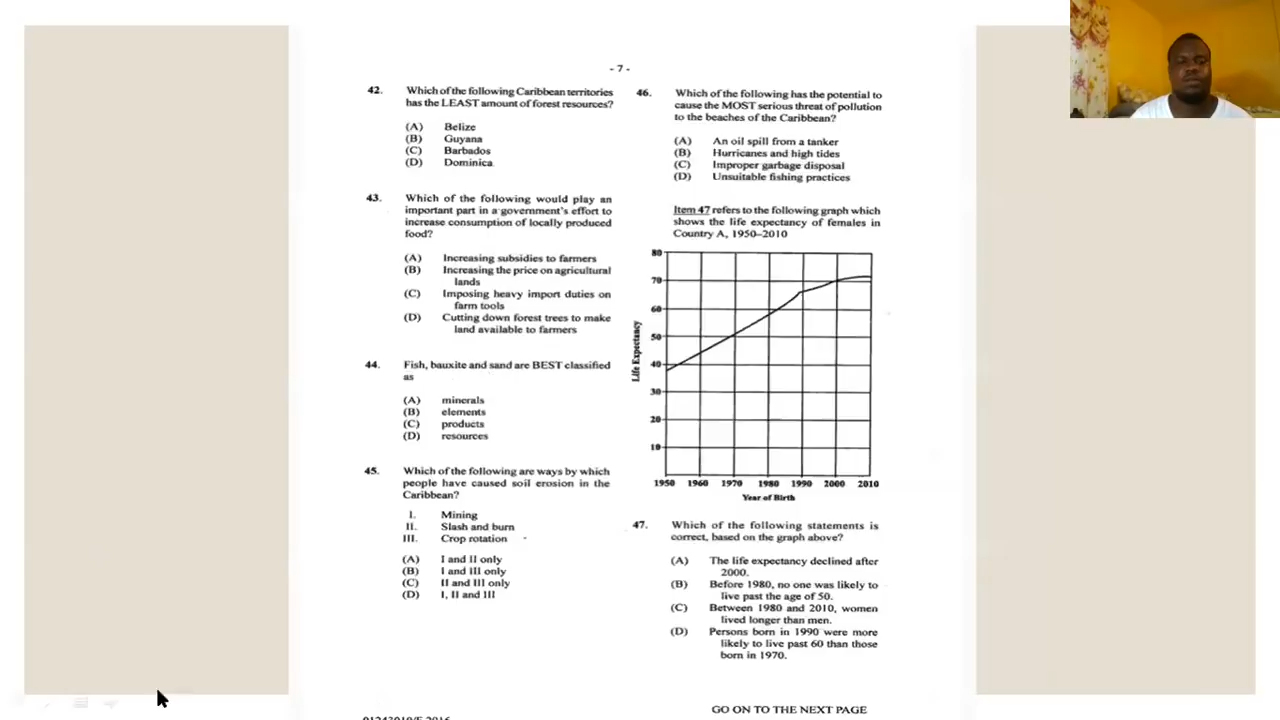 - 7 -
42. Which of the following Caribbean territories
has the LEAST amount of forest resources?
(A) Belize
(B) Guyana
(C) Barbados
(D) Dominica
43. Which of the following would play an
important part in a government's effort to
increase consumption of locally produced
food?
(A) Increasing subsidies to farmers
(B) Increasing the price on agricultural
lands
(C) Imposing heavy import duties on
farm tools
(D) Cutting down forest trees to make
land available to farmers
44. Fish, bauxite and sand are BEST classified
as
(A) minerals
(B) elements
(C) products
(D) resources
45. Which of the following are ways by which
people have caused soil erosion in the
Caribbean?
I. Mining
II. Slash and burn
III. Crop rotation
(A) I and II only
(B) I and III only
(C) II and III only
(D) I, II and III
46. Which of the following has the potential to
cause the MOST serious threat of pollution
to the beaches of the Caribbean?
(A) An oil spill from a tanker
(B) Hurricanes and high tides
(C) Improper garbage disposal
(D) Unsuitable fishing practices
Item 47 refers to the following graph which
shows the life expectancy of females in
Country A, 1950–2010
80
70
60
50
40
30
20
10
Life Expectancy
1950 1960 1970 1980 1990 2000 2010
Year of Birth
47. Which of the following statements is
correct, based on the graph above?
(A) The life expectancy declined after
2000.
(B) Before 1980, no one was likely to
live past the age of 50.
(C) Between 1980 and 2010, women
lived longer than men.
(D) Persons born in 1990 were more
likely to live past 60 than those
born in 1970.
GO ON TO THE NEXT PAGE